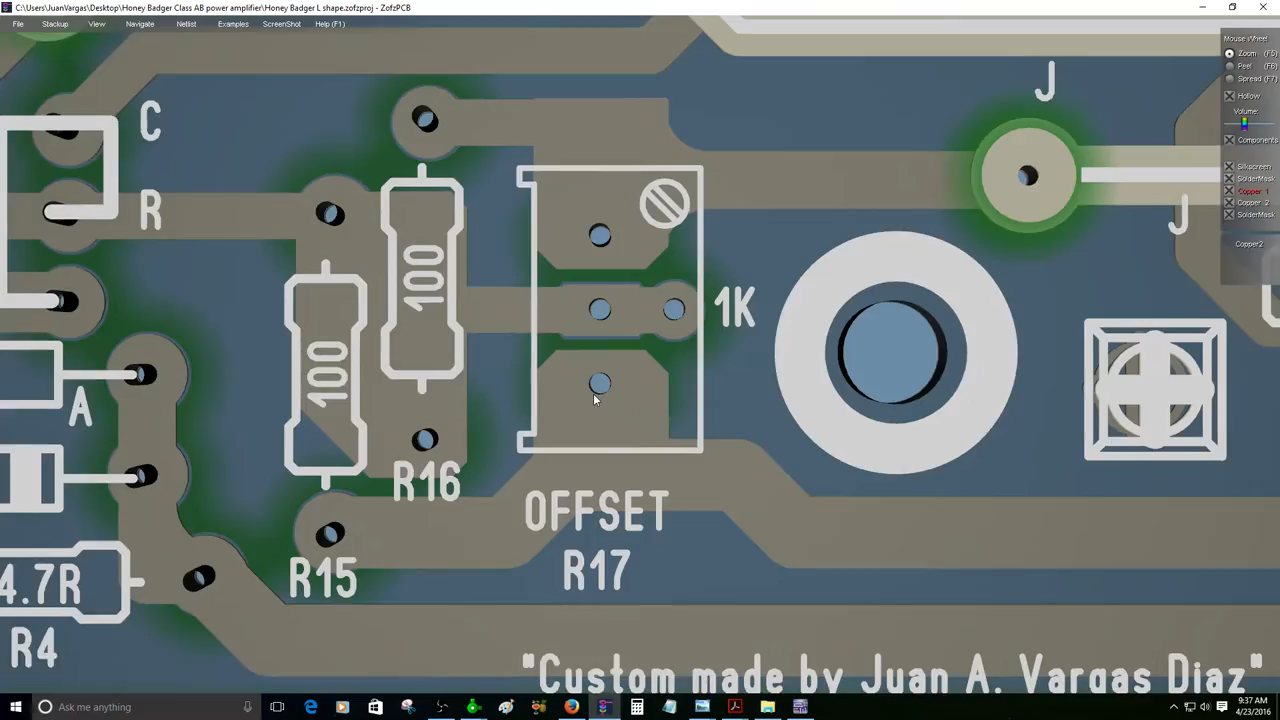 C:\Users\JuanVargas\Desktop\Honey Badger Class AB power amplifier\Honey Badger L shape.zofzproj - ZofzPCB
File Stackup View Navigate Netlist Examples ScreenShot Help (F1)
Mouse Wheel
Zoom (F5)
Peel (F6)
Spread (F7)
Hollow
Volume:
Components
Silkscreen
SolderMask
Copper 1
Copper 2
SolderMask
Copper2
J
C
R
J
100
1K
100
A
R16
OFFSET
R17
R15
4.7R
R4
"Custom made by Juan A. Vargas Diaz"
Ask me anything
9:37 AM
4/23/2016